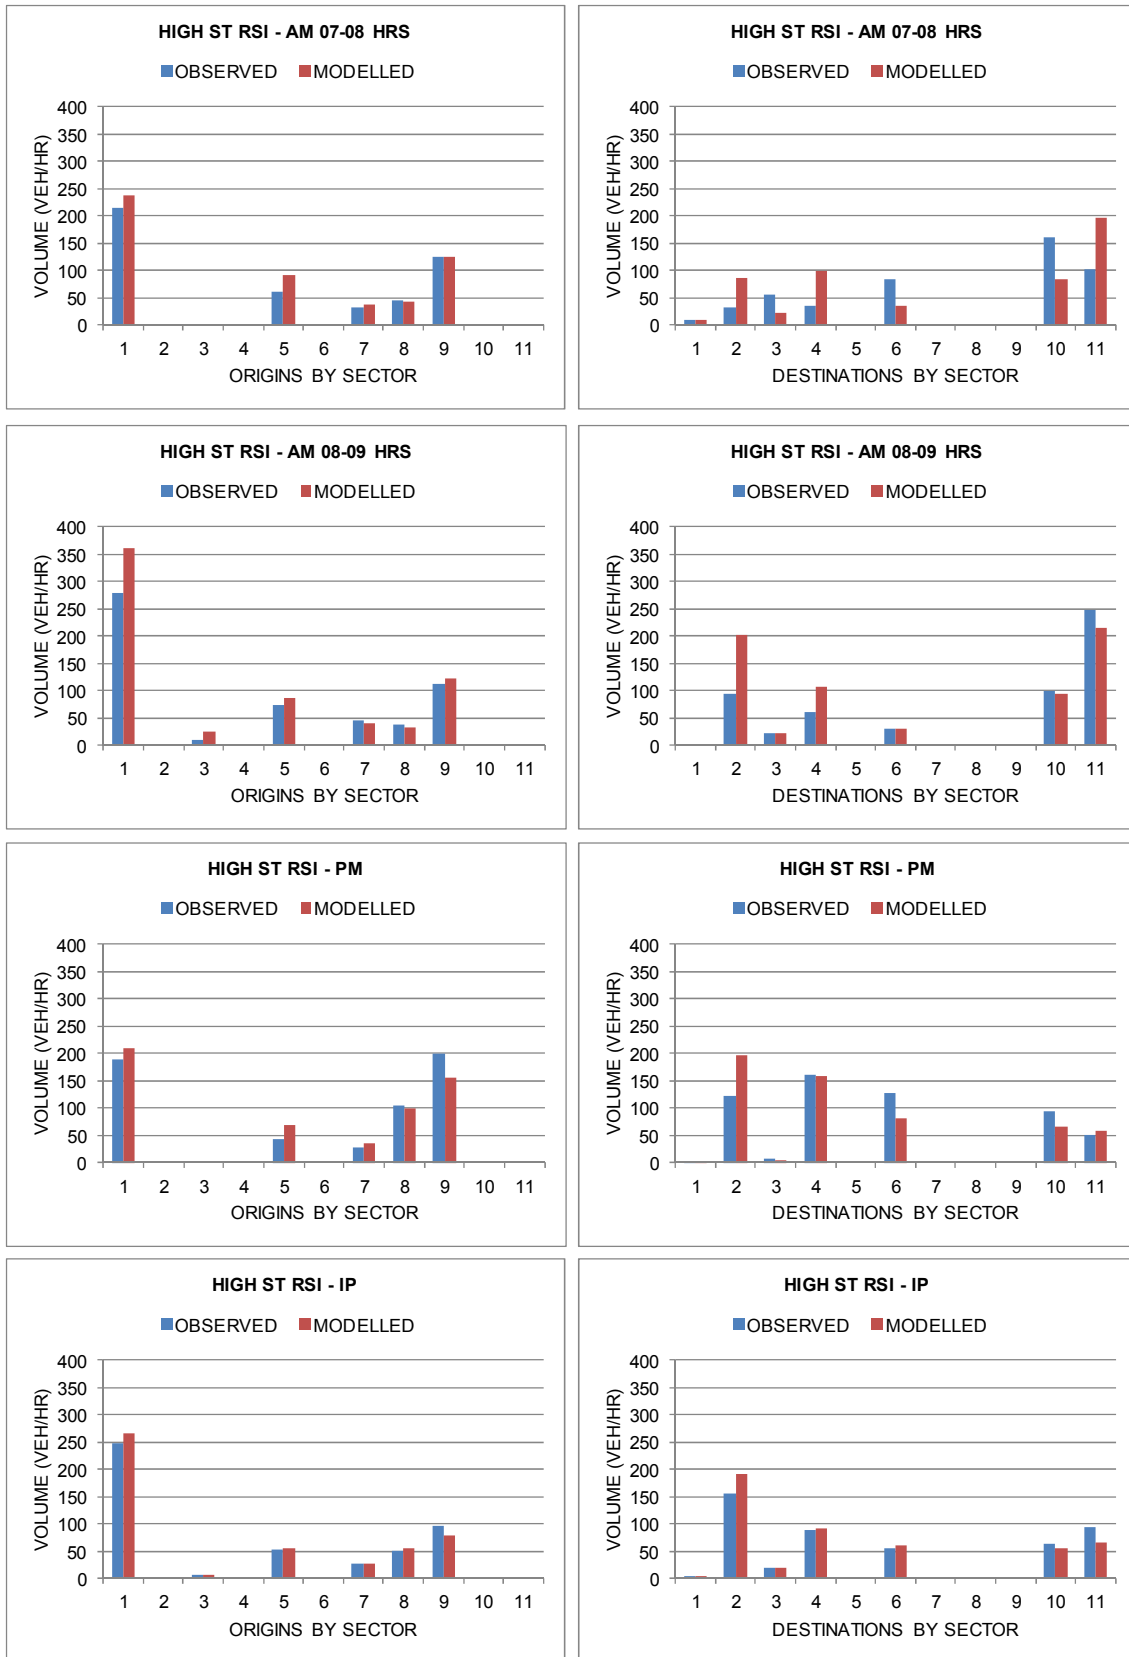 HIGH ST RSI - AM 07-08 HRS
OBSERVED MODELLED
VOLUME (VEH/HR)
400
350
300
250
200
150
100
50
0
1 2 3 4 5 6 7 8 9 10 11
ORIGINS BY SECTOR
HIGH ST RSI - AM 07-08 HRS
OBSERVED MODELLED
VOLUME (VEH/HR)
400
350
300
250
200
150
100
50
0
1 2 3 4 5 6 7 8 9 10 11
DESTINATIONS BY SECTOR
HIGH ST RSI - AM 08-09 HRS
OBSERVED MODELLED
VOLUME (VEH/HR)
400
350
300
250
200
150
100
50
0
1 2 3 4 5 6 7 8 9 10 11
ORIGINS BY SECTOR
HIGH ST RSI - AM 08-09 HRS
OBSERVED MODELLED
VOLUME (VEH/HR)
400
350
300
250
200
150
100
50
0
1 2 3 4 5 6 7 8 9 10 11
DESTINATIONS BY SECTOR
HIGH ST RSI - PM
OBSERVED MODELLED
VOLUME (VEH/HR)
400
350
300
250
200
150
100
50
0
1 2 3 4 5 6 7 8 9 10 11
ORIGINS BY SECTOR
HIGH ST RSI - PM
OBSERVED MODELLED
VOLUME (VEH/HR)
400
350
300
250
200
150
100
50
0
1 2 3 4 5 6 7 8 9 10 11
DESTINATIONS BY SECTOR
HIGH ST RSI - IP
OBSERVED MODELLED
VOLUME (VEH/HR)
400
350
300
250
200
150
100
50
0
1 2 3 4 5 6 7 8 9 10 11
ORIGINS BY SECTOR
HIGH ST RSI - IP
OBSERVED MODELLED
VOLUME (VEH/HR)
400
350
300
250
200
150
100
50
0
1 2 3 4 5 6 7 8 9 10 11
DESTINATIONS BY SECTOR